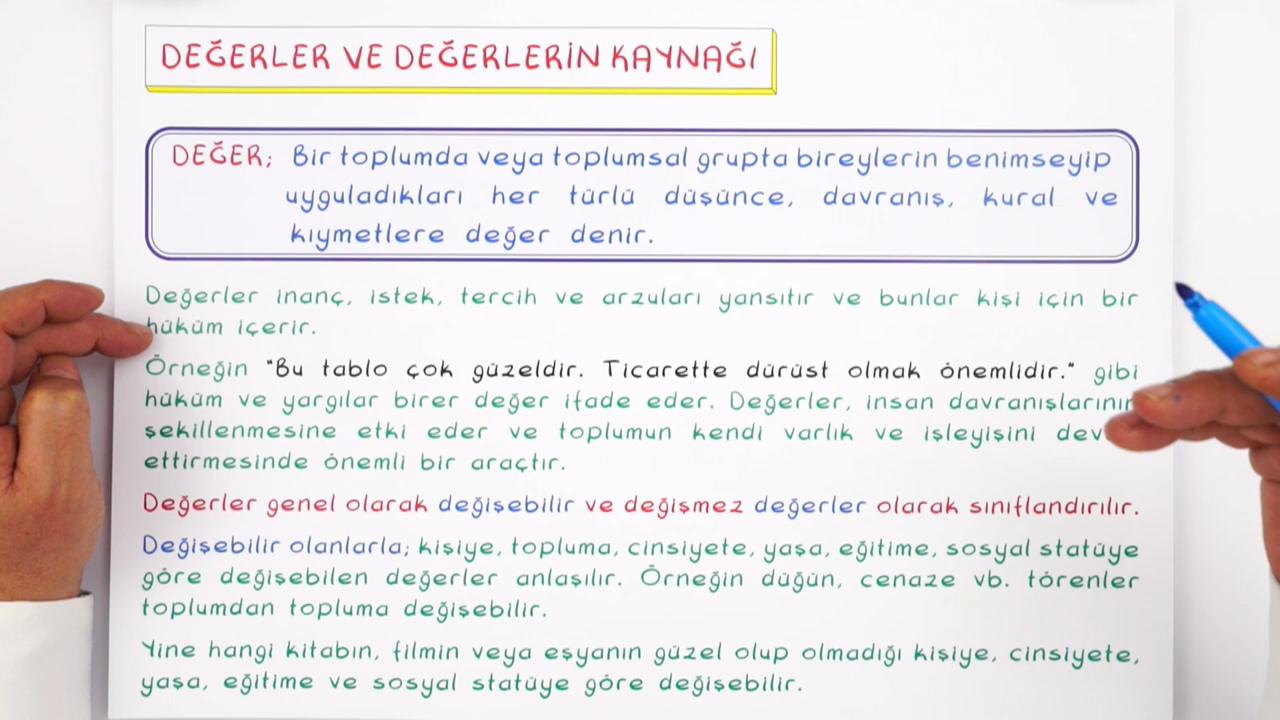 DEĞERLER VE DEĞERLERİN KAYNAĞI
DEĞER; Bir toplumda veya toplumsal grupta bireylerin benimseyip
uyguladıkları her türlü düşünce, davranış, kural ve
kıymetlere değer denir.
Değerler inanç, istek, tercih ve arzuları yansıtır ve bunlar kişi için bir
hüküm içerir.
Örneğin "Bu tablo çok güzeldir. Ticarette dürüst olmak önemlidir." gibi
hüküm ve yargılar birer değer ifade eder. Değerler, insan davranışlarının
şekillenmesine etki eder ve toplumun kendi varlık ve işleyişini
ettirmesinde önemli bir araçtır.
Değerler genel olarak değişebilir ve değişmez değerler olarak sınıflandırılır.
Değişebilir olanlarla; kişiye, topluma, cinsiyete, yaşa, eğitime, sosyal statüye
göre değişebilen değerler anlaşılır. Örneğin düğün, cenaze vb. törenler
toplumdan topluma değişebilir.
Yine hangi kitabın, filmin veya eşyanın güzel olup olmadığı kişiye, cinsiyete,
yaşa, eğitime ve sosyal statüye göre değişebilir.